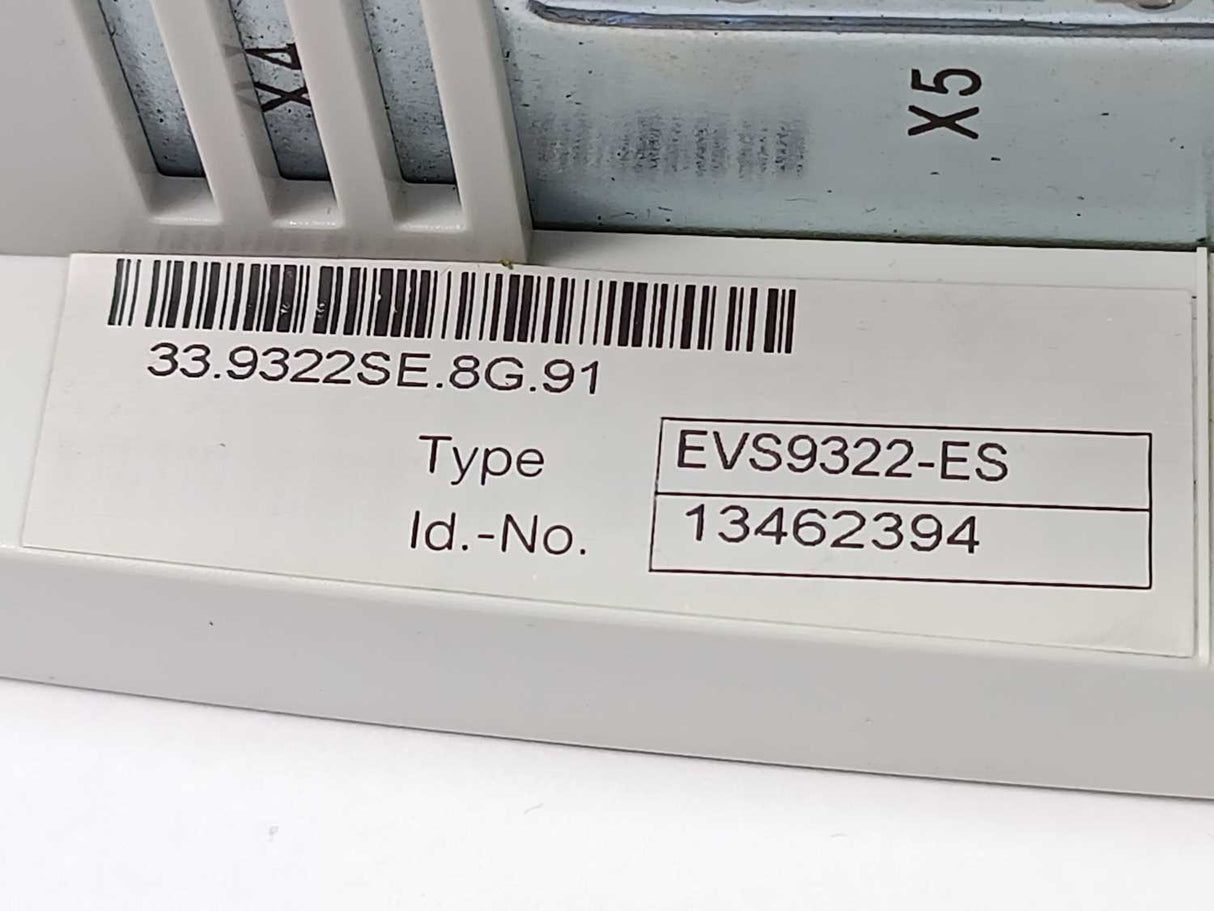 X4
X5
33.9322SE.8G.91
Type EVS9322-ES
Id.-No. 13462394